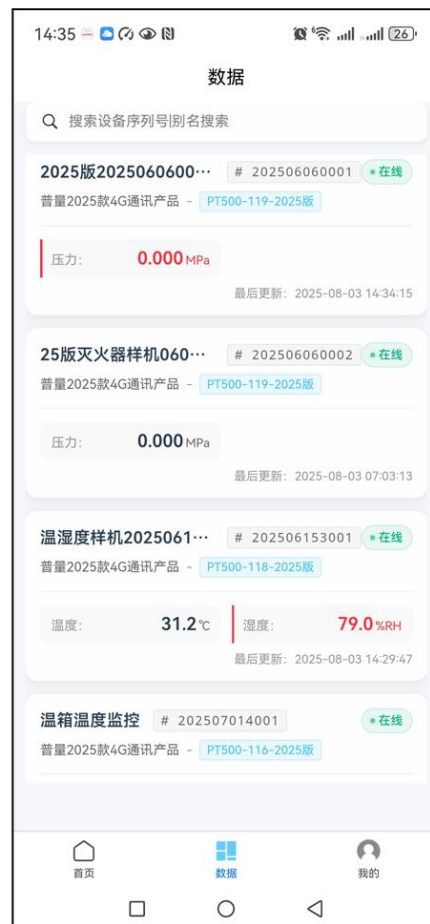 14:35 26
数据
搜索设备序列号|别名搜索
2025版2025060600··· # 202506060001 在线
普量2025款4G通讯产品 - PT500-119-2025版
压力: 0.000 MPa
最后更新: 2025-08-03 14:34:15
25版灭火器样机060··· # 202506060002 在线
普量2025款4G通讯产品 - PT500-119-2025版
压力: 0.000 MPa
最后更新: 2025-08-03 07:03:13
温湿度样机2025061··· # 202506153001 在线
普量2025款4G通讯产品 - PT500-118-2025版
温度: 31.2 ℃ 湿度: 79.0 %RH
最后更新: 2025-08-03 14:29:47
温箱温度监控 # 202507014001 在线
普量2025款4G通讯产品 - PT500-116-2025版
首页 数据 我的